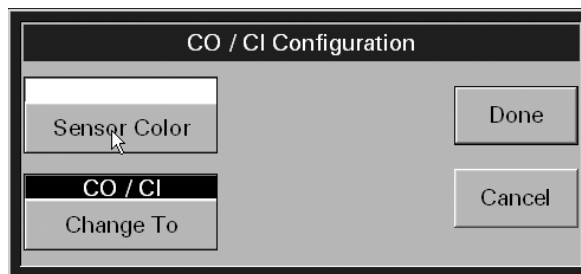 CO / CI Configuration
Sensor Color
Done
CO / CI
Change To
Cancel